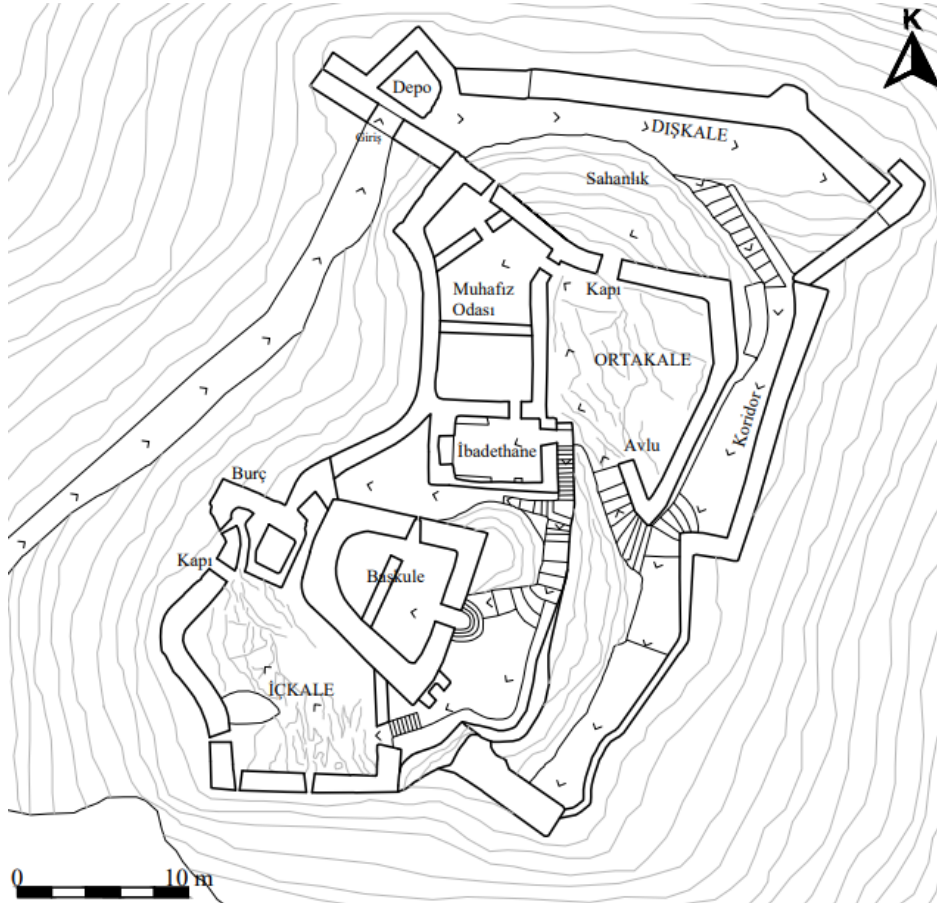 K
Depo
Giriş
DIŞKALE
Sahanlık
Muhafız
Odası
Kapı
ORTAKALE
Koridor
İbadethane
Avlu
Burç
Kapı
Başkule
İÇKALE
0
10 m